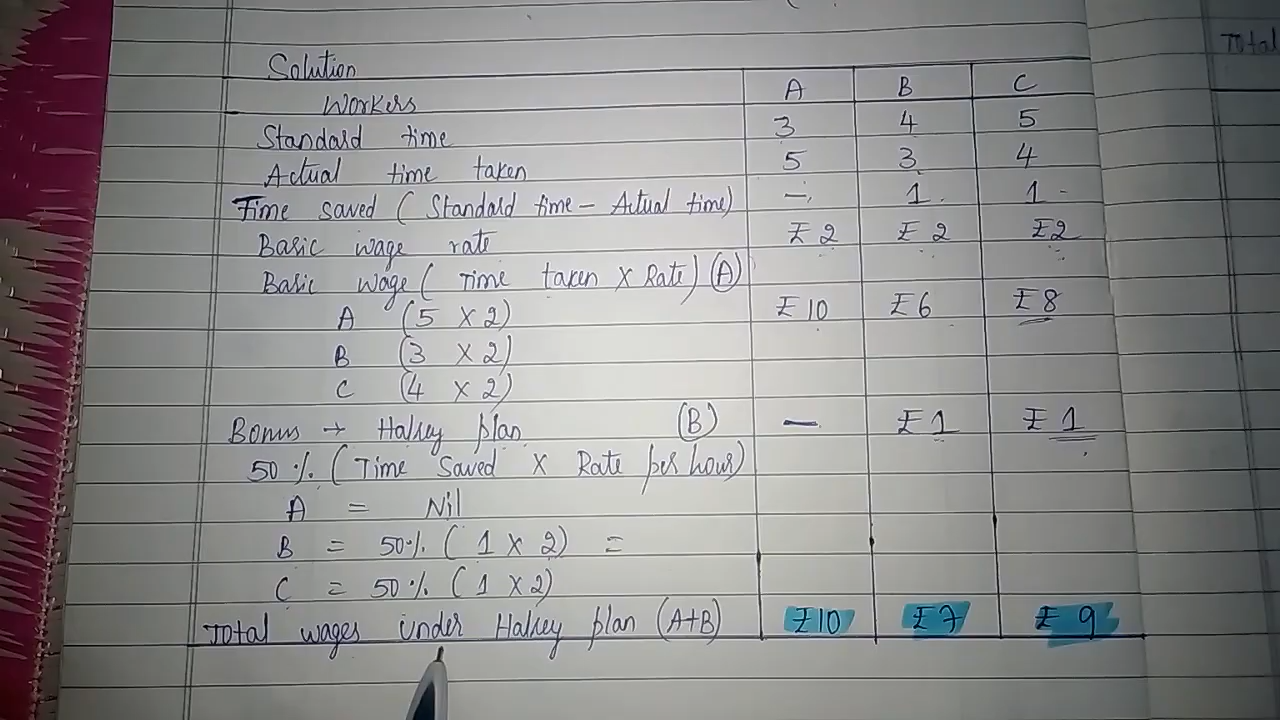 Total
Solution
Workers A B C
Standard time 3 4 5
Actual time taken 5 3 4
Time saved ( Standard time - Actual time) - 1 1
Basic wage rate ₹2 ₹2 ₹2
Basic wage ( Time taken X Rate) (A)
A (5 X 2) ₹10 ₹6 ₹8
B (3 X 2)
C (4 X 2)
Bonus → Halsey plan (B) - ₹1 ₹1
50 % ( Time Saved X Rate per hour)
A = Nil
B = 50% ( 1 X 2) =
C = 50% ( 1 X 2)
Total wages under Halsey plan (A+B) ₹10 ₹7 ₹9